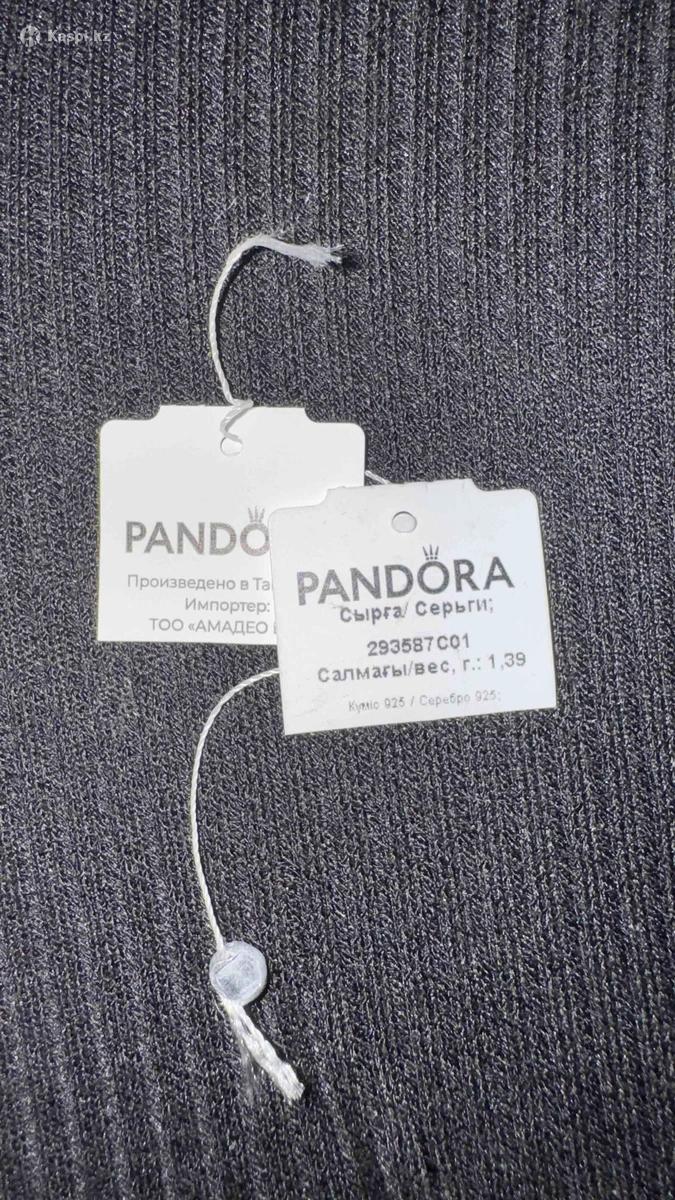 Kaspi.kz
PANDO
Произведено в Та
Импортер:
ТОО «АМАДЕО
PANDORA
Сырға/ Серьги;
293587C01
Салмағы/вес, г.: 1,39
Күміс 925 / Серебро 925;